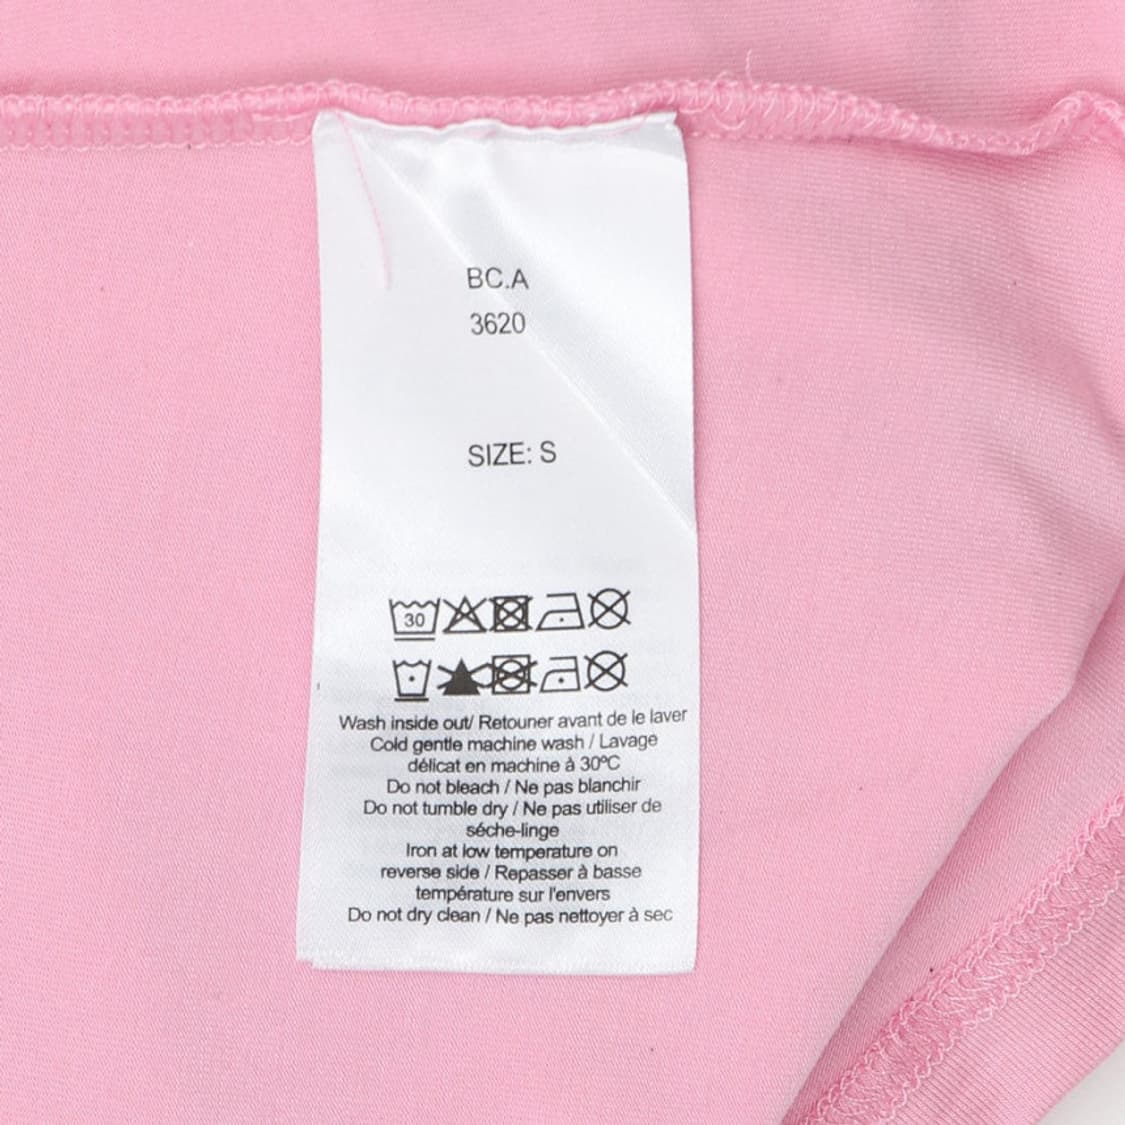 BC.A
3620
SIZE: S
30
Wash inside out/ Retouner avant de le laver
Cold gentle machine wash / Lavage
délicat en machine à 30ºC
Do not bleach / Ne pas blanchir
Do not tumble dry / Ne pas utiliser de
séche-linge
Iron at low temperature on
reverse side / Repasser à basse
température sur l'envers
Do not dry clean / Ne pas nettoyer à sec